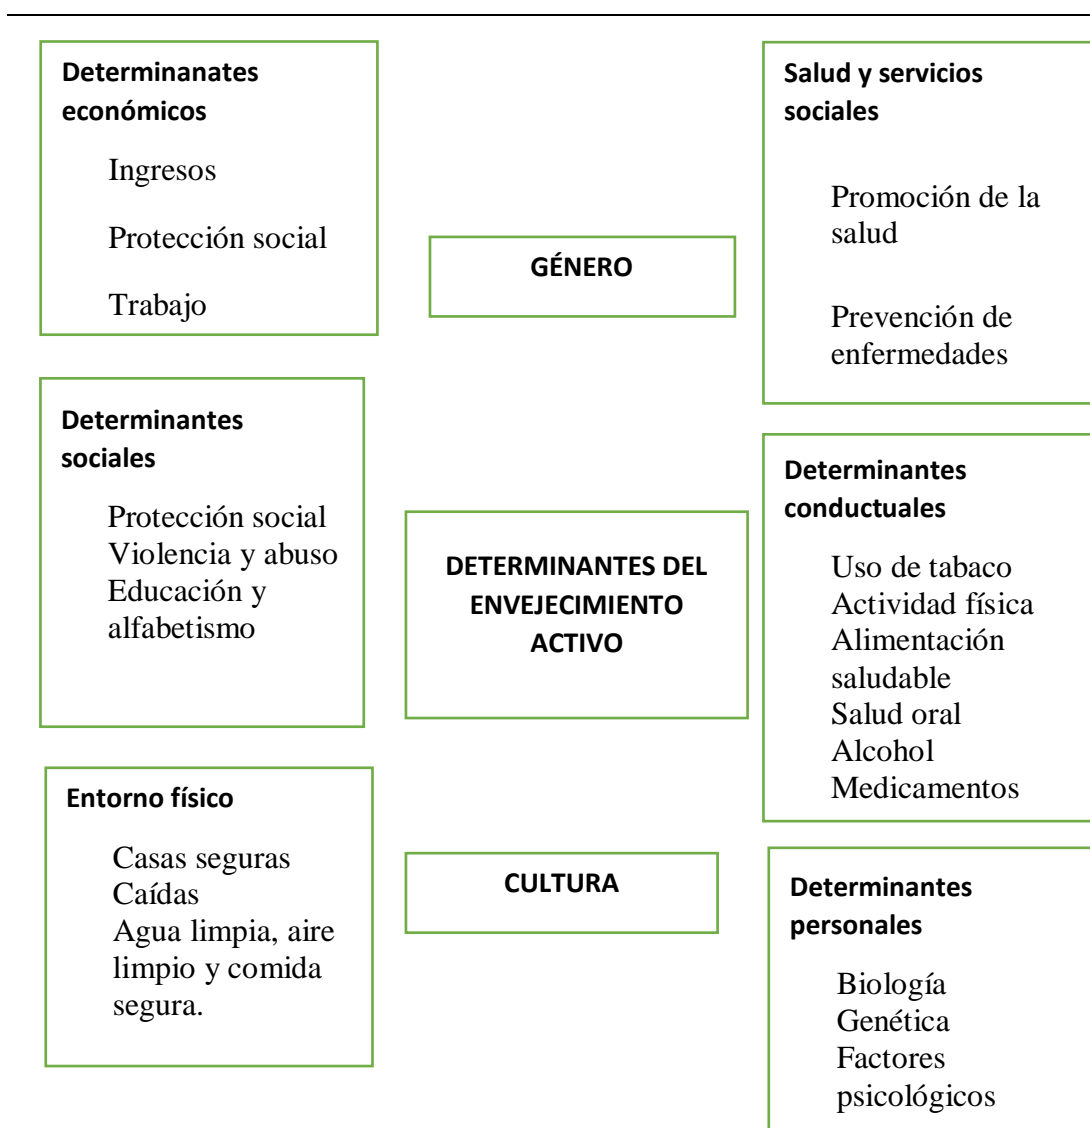 Determinanates
económicos
Ingresos
Protección social
Trabajo
Determinantes
sociales
Protección social
Violencia y abuso
Educación y
alfabetismo
Entorno físico
Casas seguras
Caídas
Agua limpia, aire
limpio y comida
segura.
GÉNERO
DETERMINANTES DEL
ENVEJECIMIENTO
ACTIVO
CULTURA
Salud y servicios
sociales
Promoción de la
salud
Prevención de
enfermedades
Determinantes
conductuales
Uso de tabaco
Actividad física
Alimentación
saludable
Salud oral
Alcohol
Medicamentos
Determinantes
personales
Biología
Genética
Factores
psicológicos